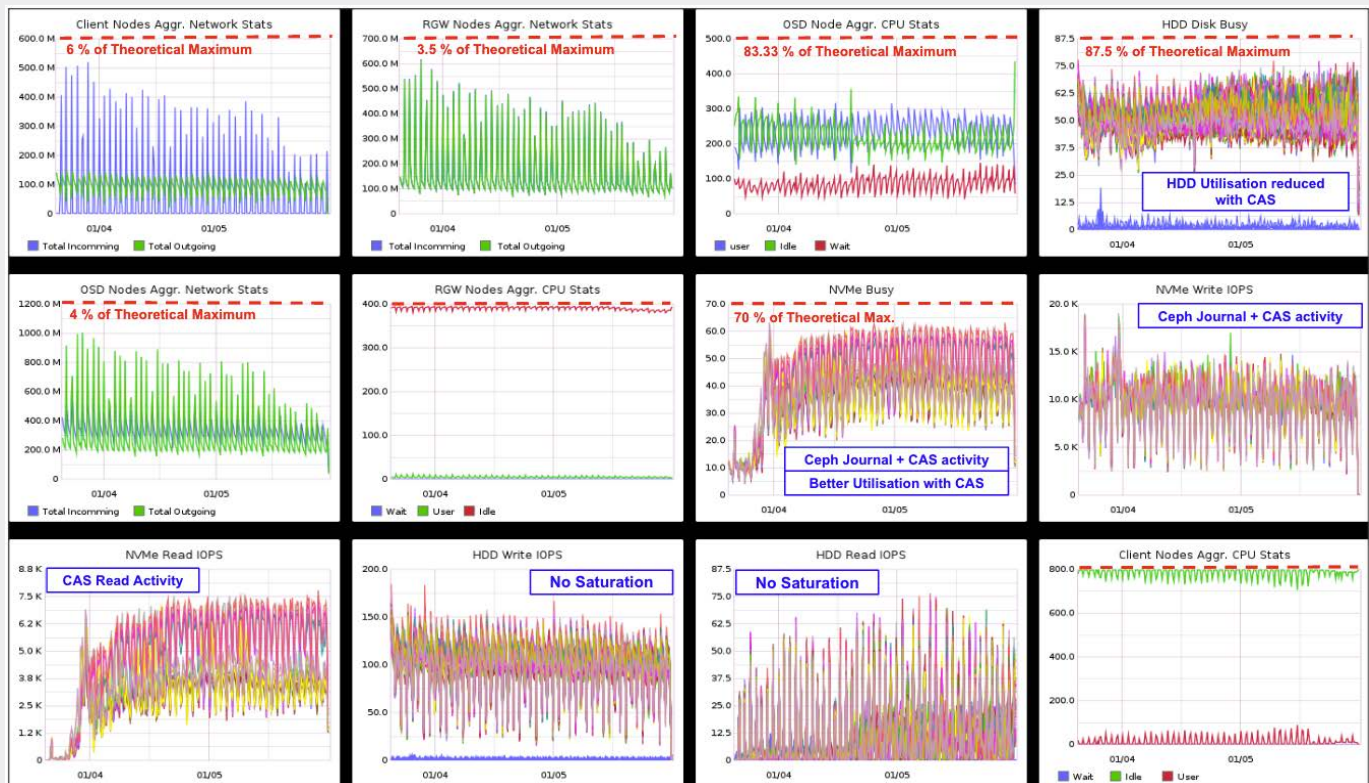 Client Nodes Aggr. Network Stats
600.0 M
6 % of Theoretical Maximum
500.0 M
400.0 M
300.0 M
200.0 M
100.0 M
0
01/04 01/05
Total Incomming Total Outgoing
RGW Nodes Aggr. Network Stats
700.0 M
3.5 % of Theoretical Maximum
600.0 M
500.0 M
400.0 M
300.0 M
200.0 M
100.0 M
0
01/04 01/05
Total Incomming Total Outgoing
OSD Node Aggr. CPU Stats
500.0
83.33 % of Theoretical Maximum
400.0
300.0
200.0
100.0
0
01/04 01/05
user Idle Wait
HDD Disk Busy
87.5
87.5 % of Theoretical Maximum
75.0
62.5
50.0
37.5
HDD Utilisation reduced
with CAS
25.0
12.5
0
01/04 01/05
OSD Nodes Aggr. Network Stats
1200.0 M
4 % of Theoretical Maximum
1000.0 M
800.0 M
600.0 M
400.0 M
200.0 M
0
01/04 01/05
Total Incomming Total Outgoing
RGW Nodes Aggr. CPU Stats
400.0
350.0
300.0
400.0
200.0
100.0
0
01/04 01/05
Wait User Idle
NVMe Busy
70.0
70 % of Theoretical Max.
60.0
50.0
40.0
30.0
20.0
10.0
0
Ceph Journal + CAS activity
Better Utilisation with CAS
01/04 01/05
NVMe Write IOPS
20.0 K
Ceph Journal + CAS activity
15.0 K
10.0 K
5.0 K
0
01/04 01/05
NVMe Read IOPS
8.8 K
CAS Read Activity
7.5 K
6.2 K
5.0 K
3.8 K
2.5 K
1.2 K
0
01/04 01/05
HDD Write IOPS
200.0
No Saturation
150.0
100.0
50.0
0
01/04 01/05
HDD Read IOPS
87.5
No Saturation
75.0
62.5
50.0
37.5
25.0
12.5
0
01/04 01/05
Client Nodes Aggr. CPU Stats
800.0
600.0
400.0
200.0
0
01/04 01/05
Wait Idle User